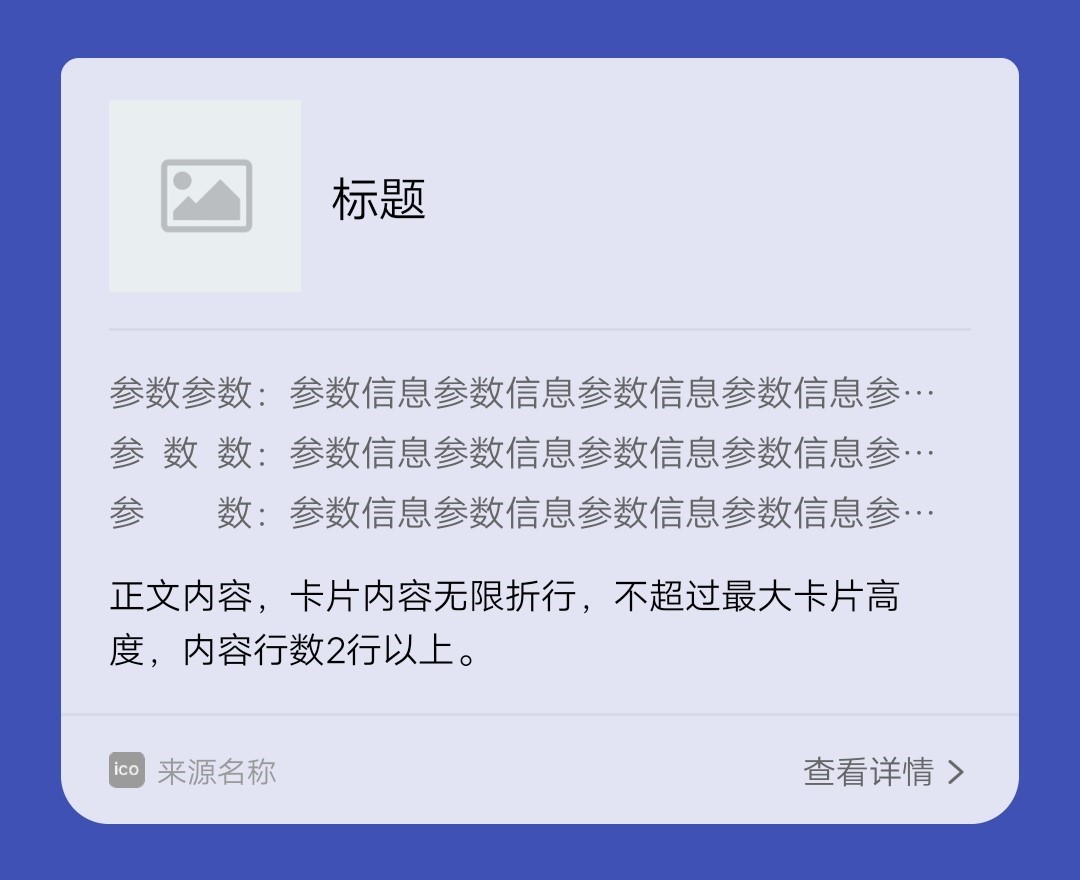 标题
参数参数：参数信息参数信息参数信息参数信息参…
参 数 数：参数信息参数信息参数信息参数信息参…
参　　数：参数信息参数信息参数信息参数信息参…
正文内容，卡片内容无限折行，不超过最大卡片高
度，内容行数2行以上。
ico 来源名称
查看详情 >